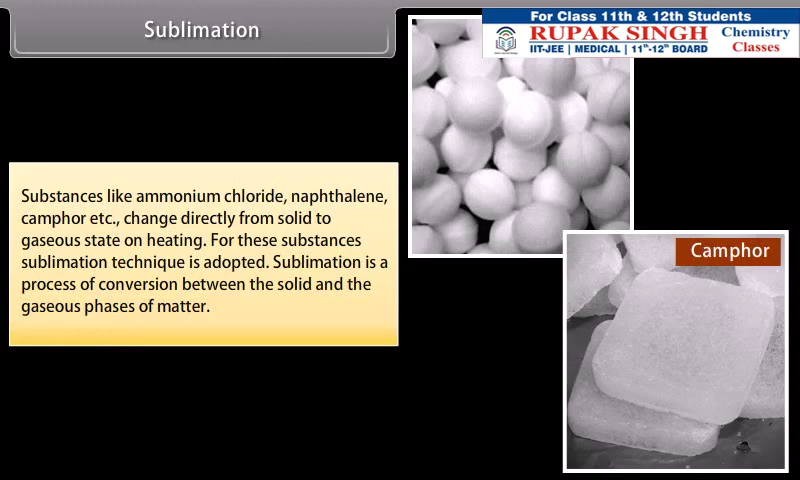 Sublimation
For Class 11th & 12th Students
RUPAK SINGH
IIT-JEE | MEDICAL | 11th-12th BOARD
Chemistry
Classes
Substances like ammonium chloride, naphthalene,
camphor etc., change directly from solid to
gaseous state on heating. For these substances
sublimation technique is adopted. Sublimation is a
process of conversion between the solid and the
gaseous phases of matter.
Camphor